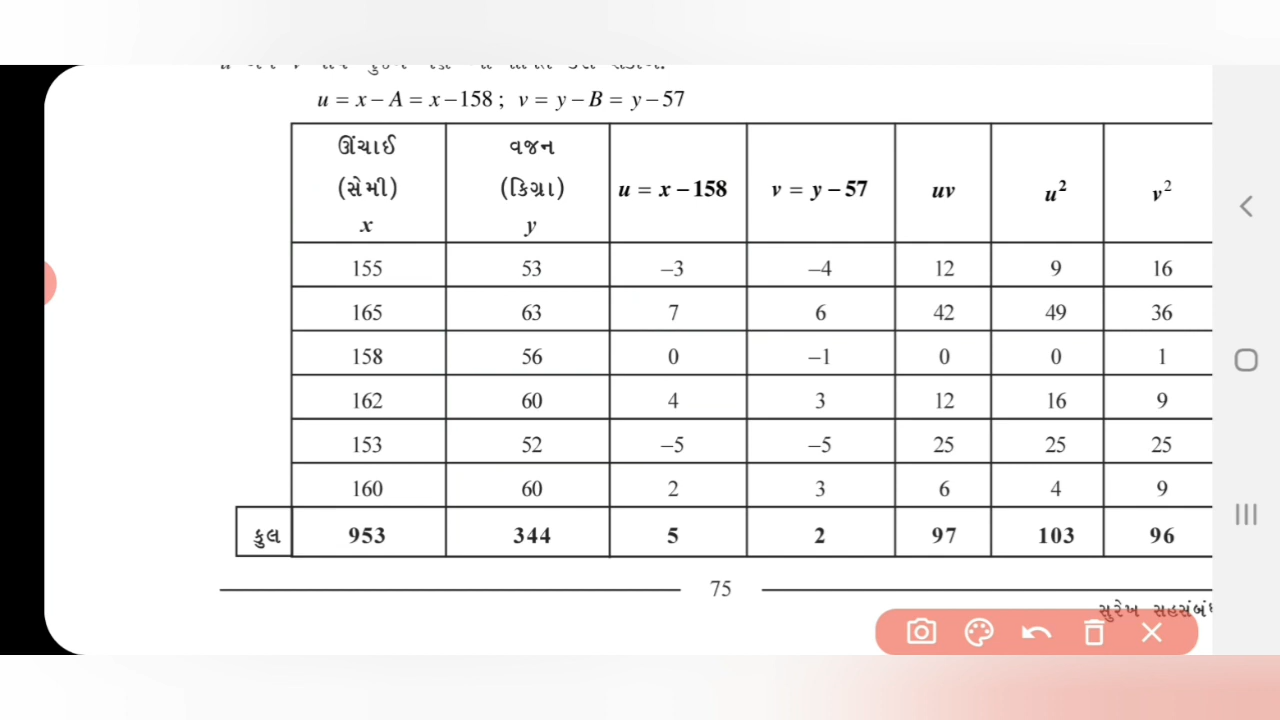 u = x – A = x – 158 ; v = y – B = y – 57
ઊંચાઈ (સેમી) x વજન (કિગ્રા) y u = x – 158 v = y – 57 uv u² v²
155 53 –3 –4 12 9 16
165 63 7 6 42 49 36
158 56 0 –1 0 0 1
162 60 4 3 12 16 9
153 52 –5 –5 25 25 25
160 60 2 3 6 4 9
કુલ 953 344 5 2 97 103 96
75
સુરેખ